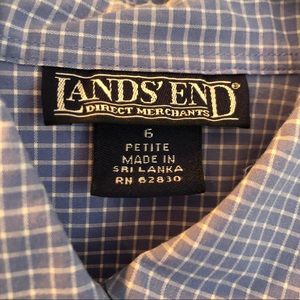 LANDS' END®
DIRECT MERCHANTS
6
PETITE
MADE IN
SRI LANKA
RN 62830